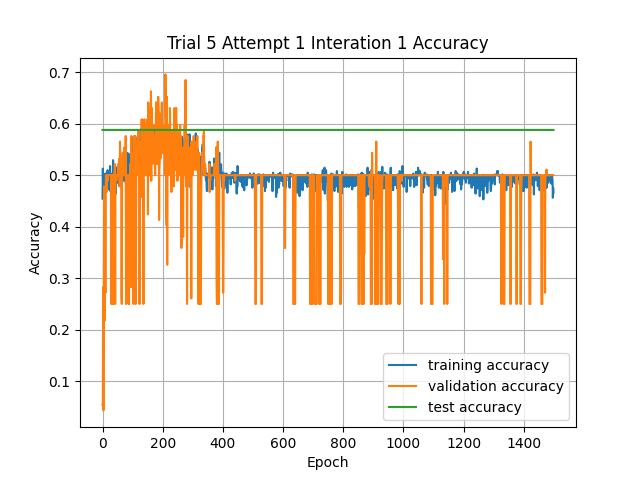 Trial 5 Attempt 1 Interation 1 Accuracy
0.7
0.6
0.5
0.4
0.3
0.2
0.1
Accuracy
training accuracy
validation accuracy
test accuracy
0 200 400 600 800 1000 1200 1400
Epoch